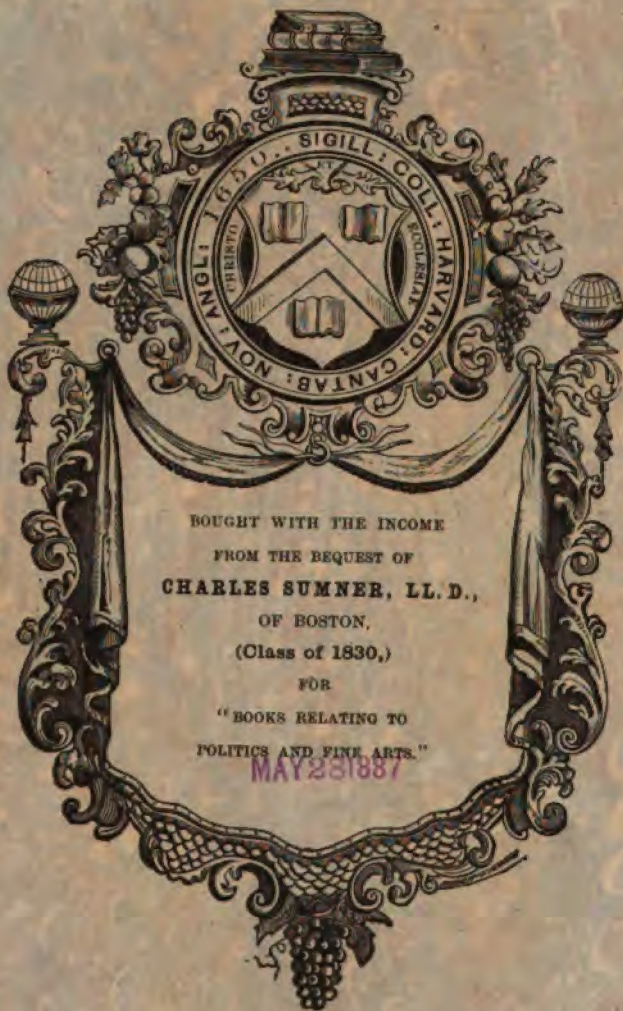 SIGILL: COLL: HARVARD: CANTAB: NOV: ANGL: 1650.
ET
CHRISTO
ECCLESIAE
BOUGHT WITH THE INCOME
FROM THE BEQUEST OF
CHARLES SUMNER, LL.D.,
OF BOSTON,
(Class of 1830,)
FOR
"BOOKS RELATING TO
POLITICS AND FINE ARTS."
MAY 28 1887